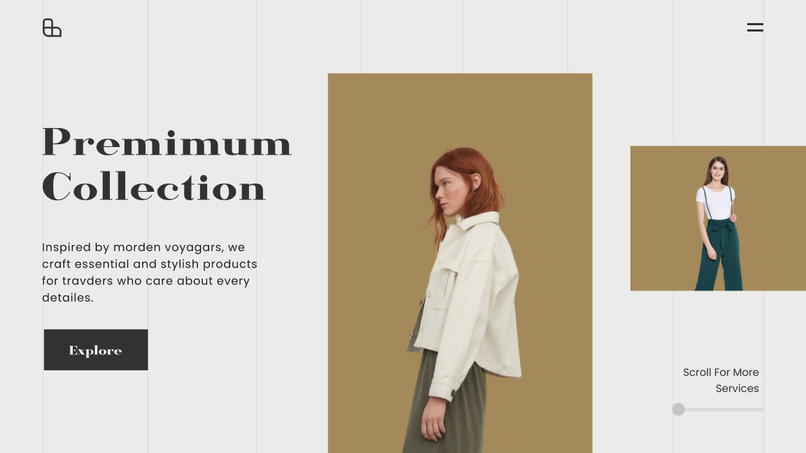 Premimum
Collection
Inspired by morden voyagars, we
craft essential and stylish products
for travders who care about every
detailes.
Explore
Scroll For More
Services